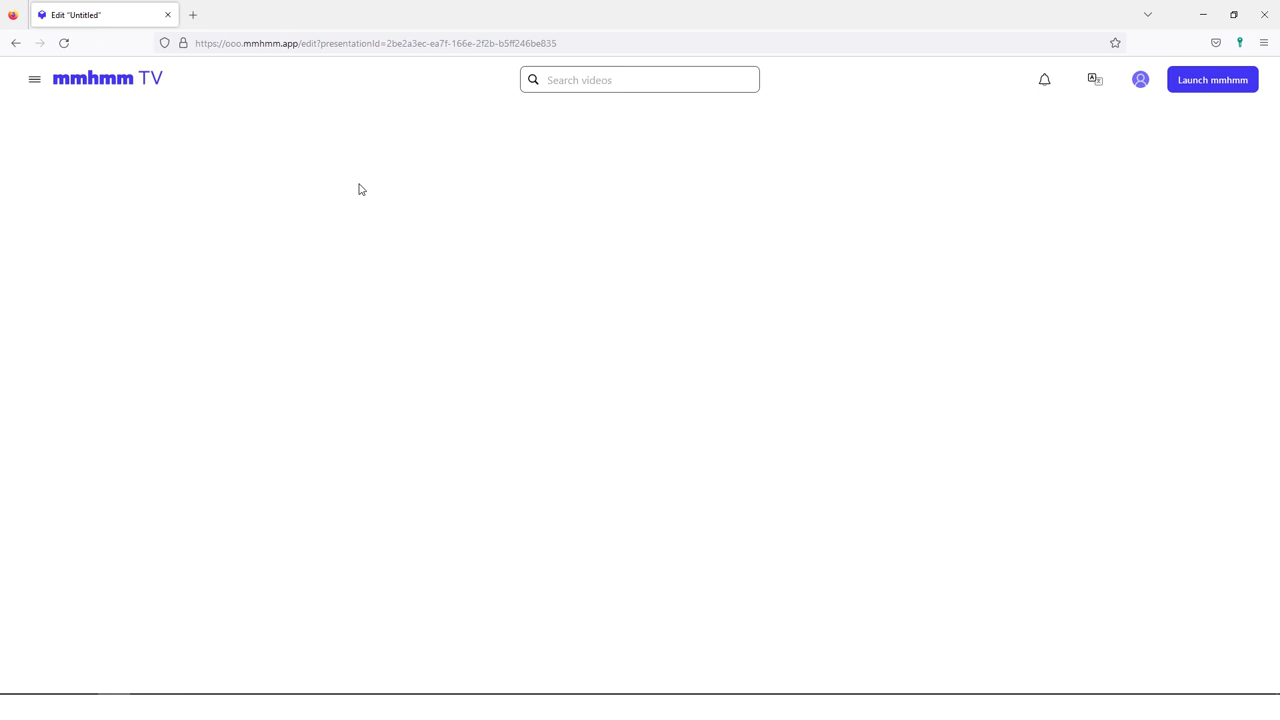 Edit "Untitled"
https://ooo.mmhmm.app/edit?presentationId=2be2a3ec-ea7f-166e-2f2b-b5ff246be835
mmhmm TV
Search videos
Launch mmhmm